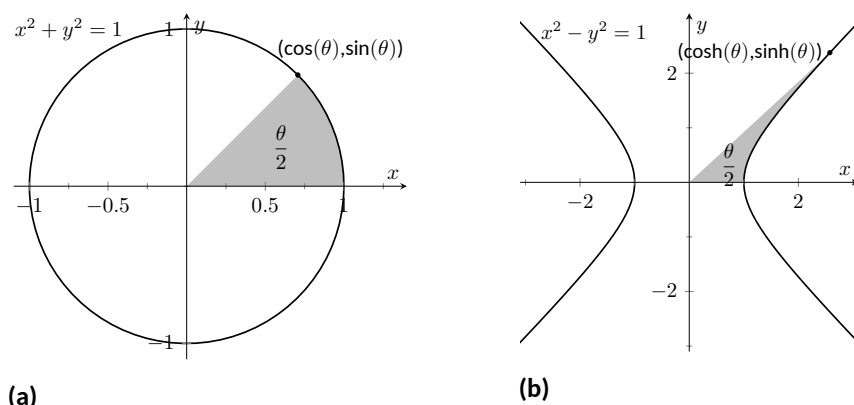 x² + y² = 1
y
1
(cos(θ),sin(θ))
θ/2
x
−1
−0.5
0.5
1
−1
(a)
x² − y² = 1
y
(cosh(θ),sinh(θ))
2
θ/2
x
−2
2
−2
(b)